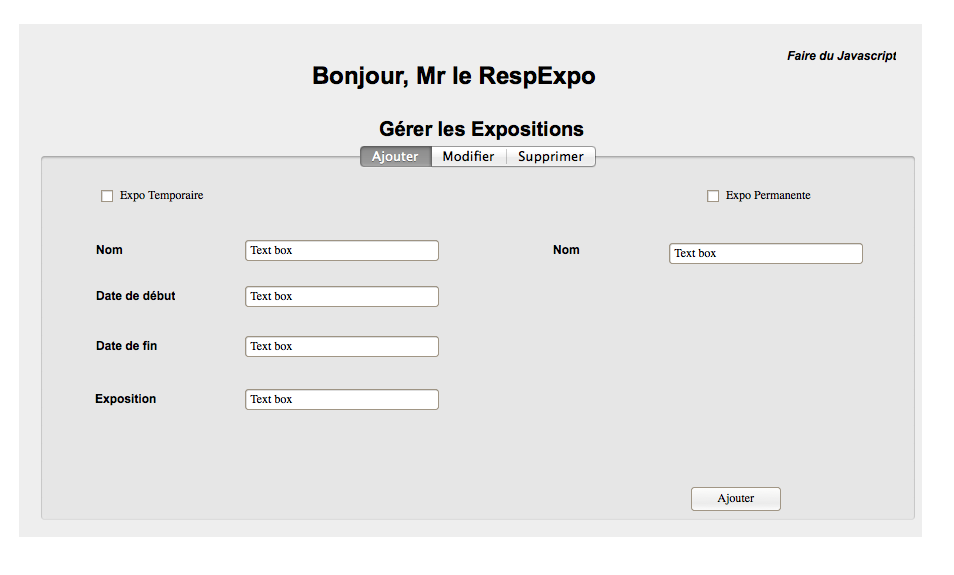 Faire du Javascript
Bonjour, Mr le RespExpo
Gérer les Expositions
Ajouter Modifier Supprimer
Expo Temporaire Expo Permanente
Nom Text box Nom Text box
Date de début Text box
Date de fin Text box
Exposition Text box
Ajouter